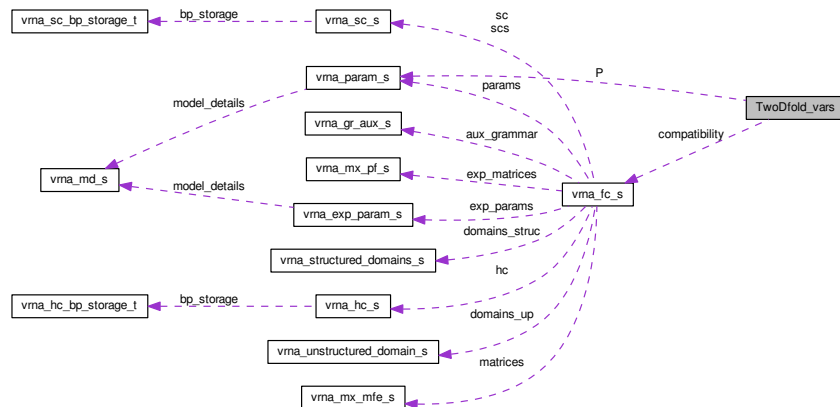 sc
scs
vrna_sc_bp_storage_t
bp_storage
vrna_sc_s
vrna_param_s
P
params
TwoDfold_vars
model_details
vrna_gr_aux_s
aux_grammar
compatibility
vrna_mx_pf_s
exp_matrices
vrna_md_s
model_details
vrna_fc_s
vrna_exp_param_s
exp_params
domains_struc
vrna_structured_domains_s
hc
vrna_hc_bp_storage_t
bp_storage
vrna_hc_s
domains_up
vrna_unstructured_domain_s
matrices
vrna_mx_mfe_s